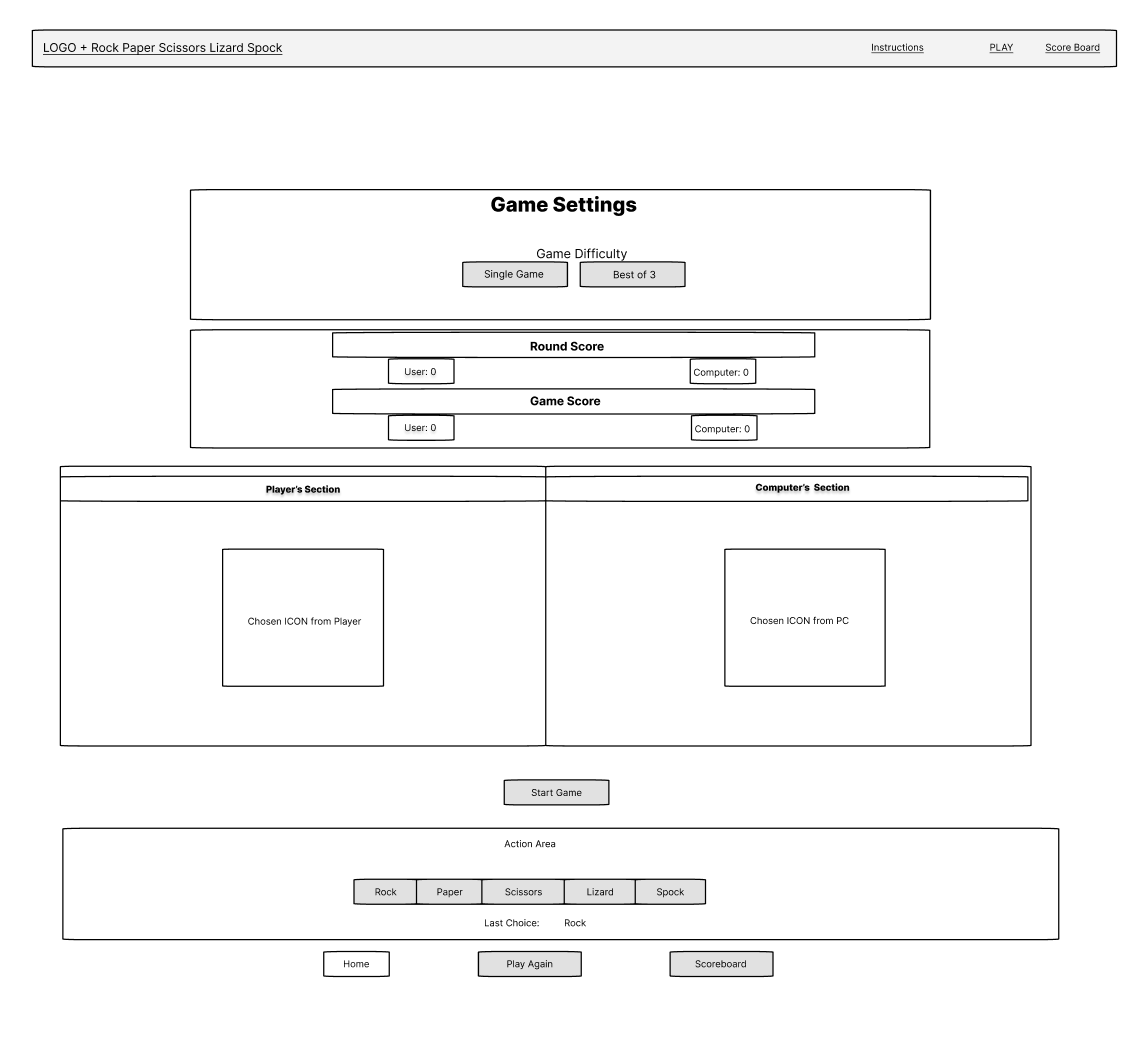 LOGO + Rock Paper Scissors Lizard Spock
Instructions
PLAY
Score Board
Game Settings
Game Difficulty
Single Game
Best of 3
Round Score
User: 0
Computer: 0
Game Score
User: 0
Computer: 0
Player's Section
Computer's Section
Chosen ICON from Player
Chosen ICON from PC
Start Game
Action Area
Rock
Paper
Scissors
Lizard
Spock
Last Choice: Rock
Home
Play Again
Scoreboard